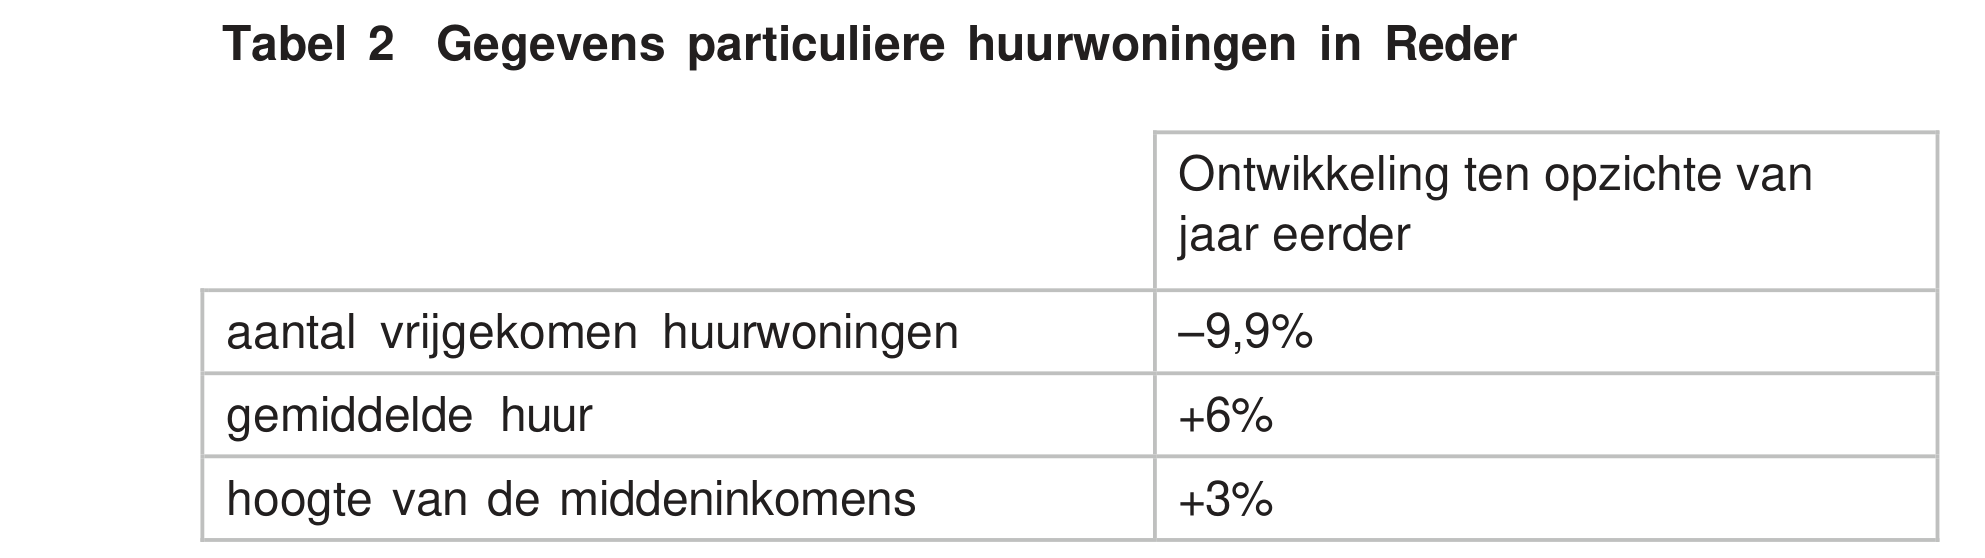 Tabel 2 Gegevens particuliere huurwoningen in Reder
Ontwikkeling ten opzichte van
jaar eerder
aantal vrijgekomen huurwoningen –9,9%
gemiddelde huur +6%
hoogte van de middeninkomens +3%